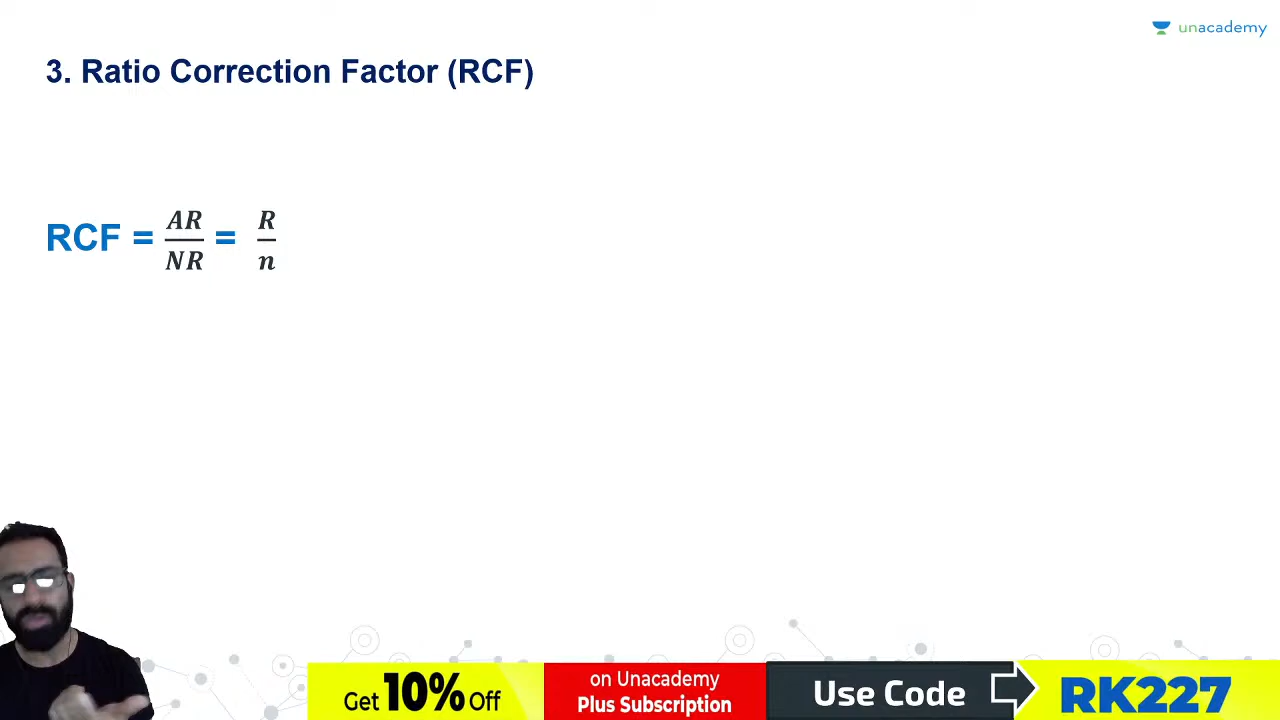 unacademy
3. Ratio Correction Factor (RCF)
RCF = AR/NR = R/n
Get 10% Off
on Unacademy
Plus Subscription
Use Code
RK227